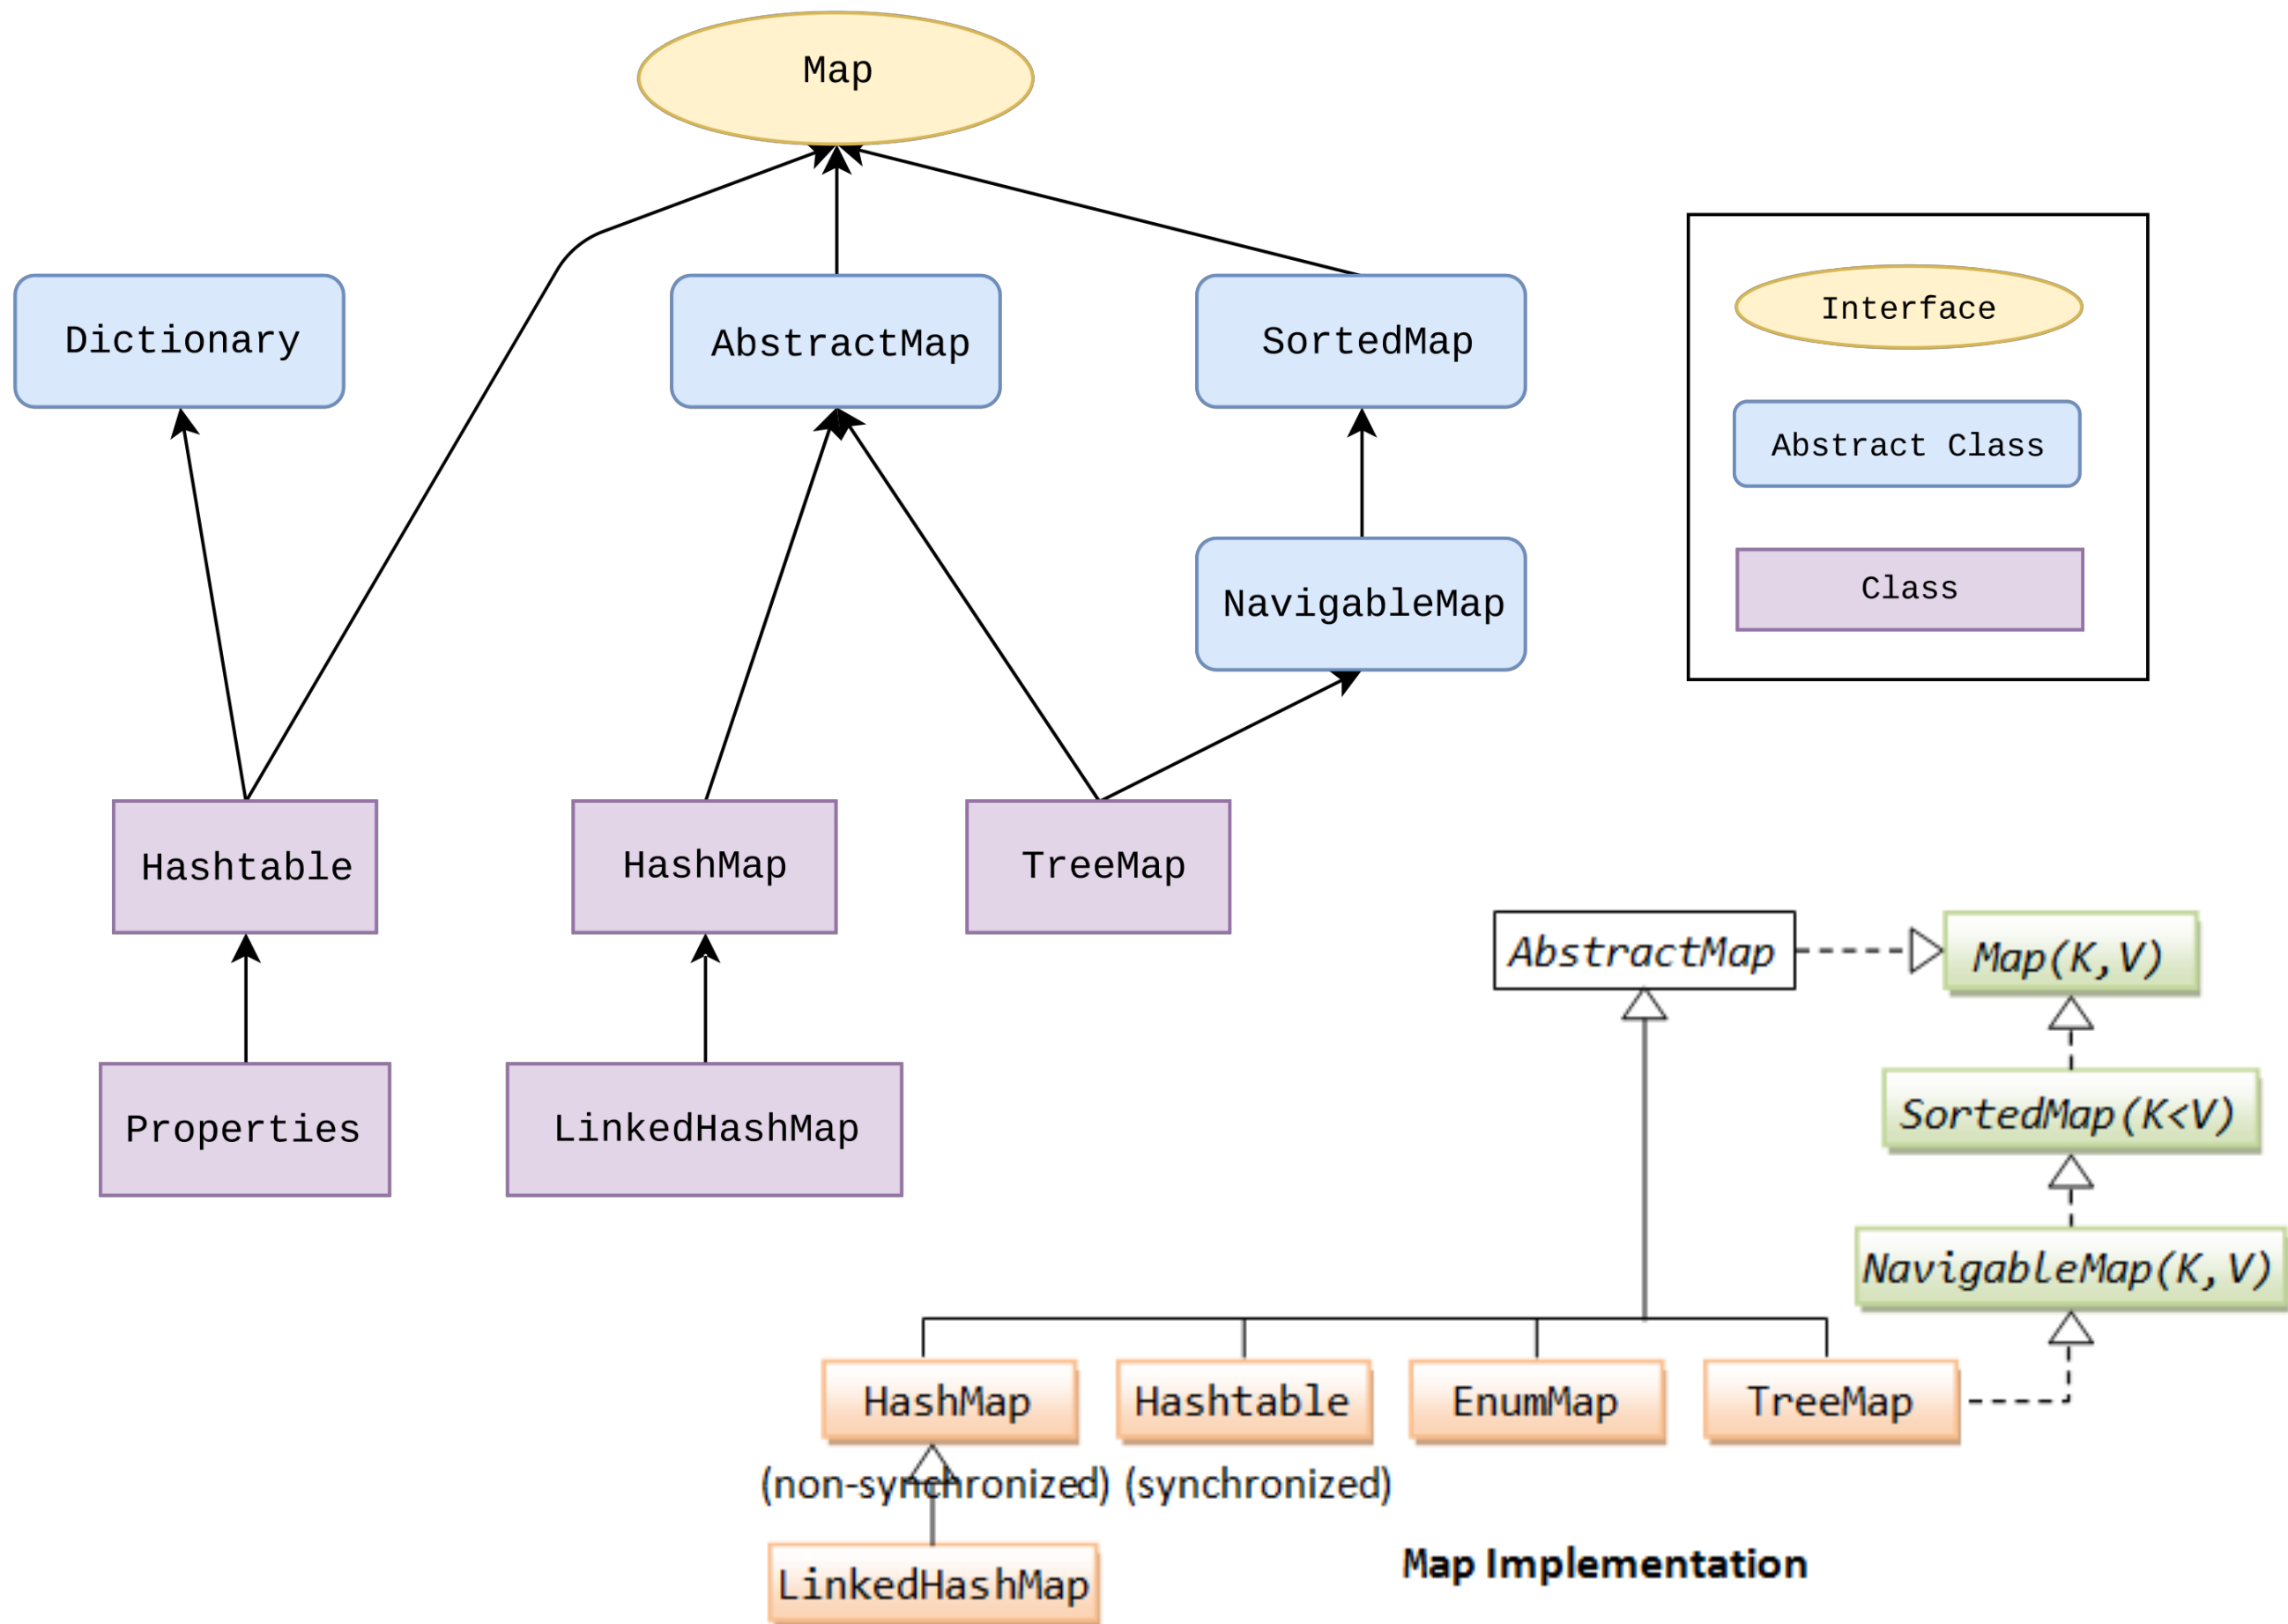 Map
Dictionary
AbstractMap
SortedMap
Interface
Abstract Class
NavigableMap
Class
Hashtable
HashMap
TreeMap
Properties
LinkedHashMap
AbstractMap
Map(K,V)
SortedMap(K<V)
NavigableMap(K,V)
HashMap
Hashtable
EnumMap
TreeMap
(non-synchronized)
(synchronized)
LinkedHashMap
Map Implementation